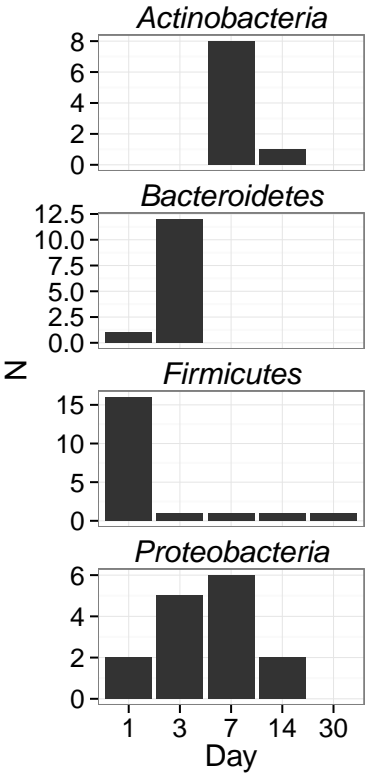 Actinobacteria
8
6
4
2
0
Bacteroidetes
12.5
10.0
7.5
5.0
2.5
0.0
N
Firmicutes
15
10
5
0
Proteobacteria
6
4
2
0
1 3 7 14 30
Day